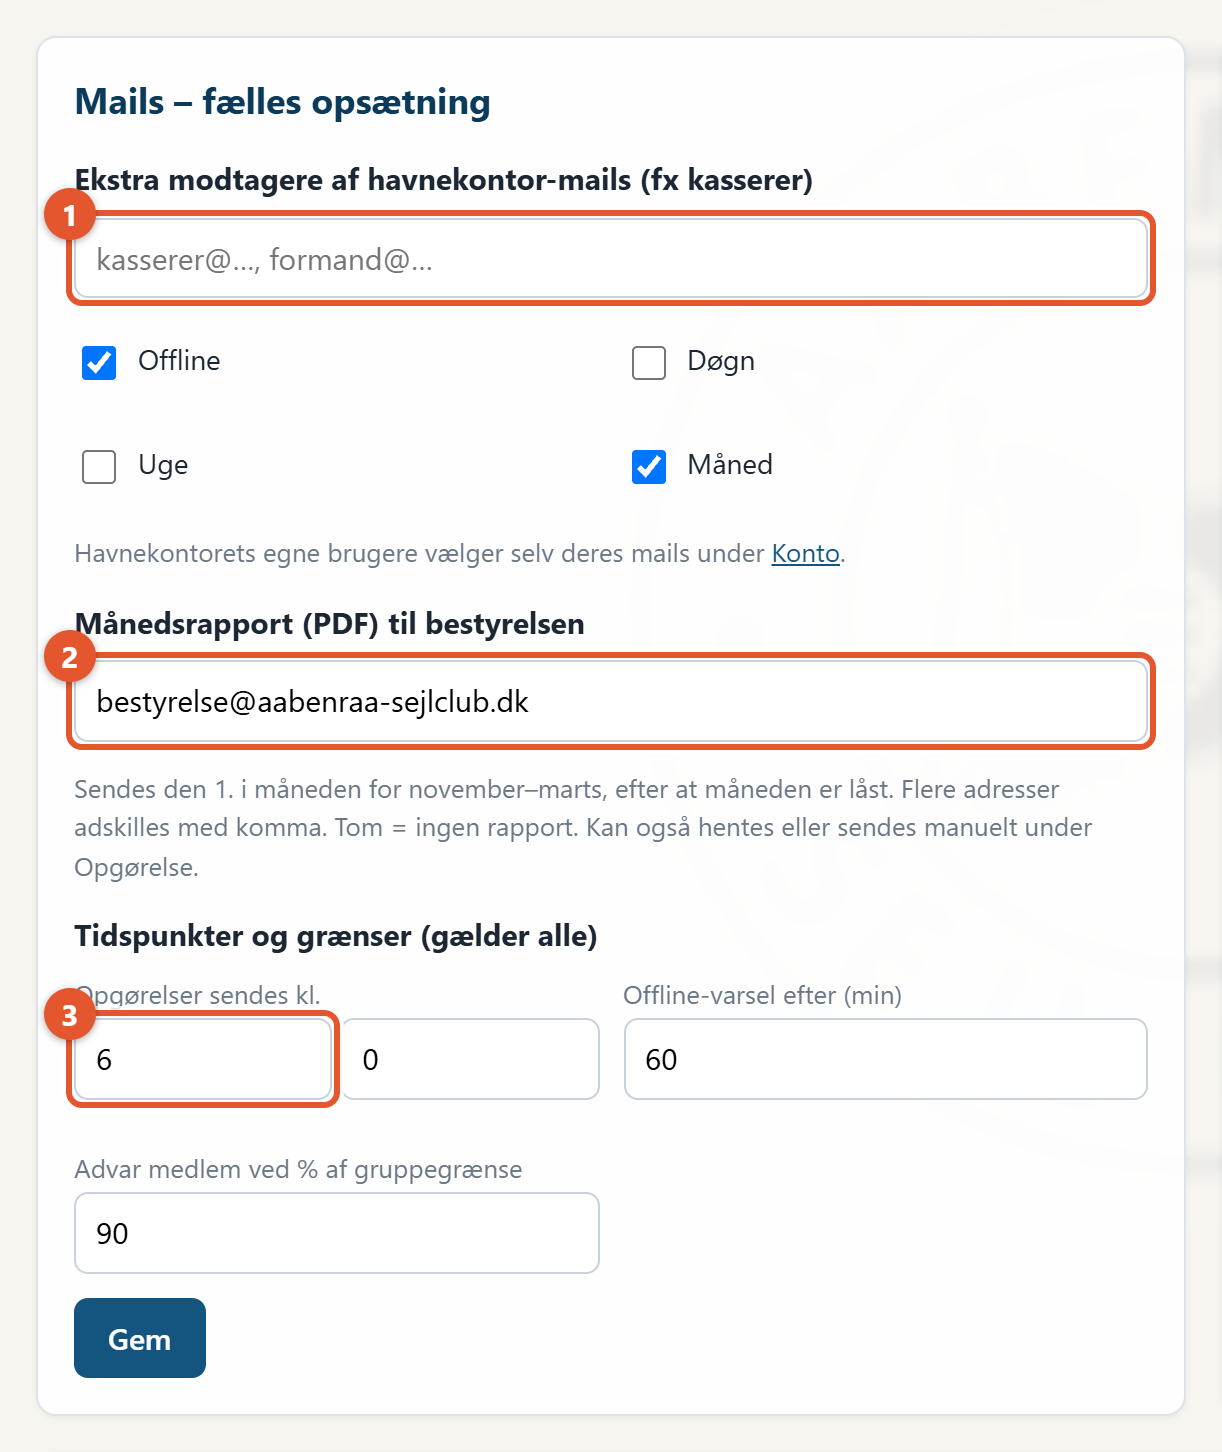 Mails – fælles opsætning
Ekstra modtagere af havnekontor-mails (fx kasserer)
1
kasserer@..., formand@...
Offline
Døgn
Uge
Måned
Havnekontorets egne brugere vælger selv deres mails under Konto.
Månedsrapport (PDF) til bestyrelsen
2
bestyrelse@aabenraa-sejlclub.dk
Sendes den 1. i måneden for november–marts, efter at måneden er låst. Flere adresser
adskilles med komma. Tom = ingen rapport. Kan også hentes eller sendes manuelt under
Opgørelse.
Tidspunkter og grænser (gælder alle)
Opgørelser sendes kl.
Offline-varsel efter (min)
3
6
0
60
Advar medlem ved % af gruppegrænse
90
Gem